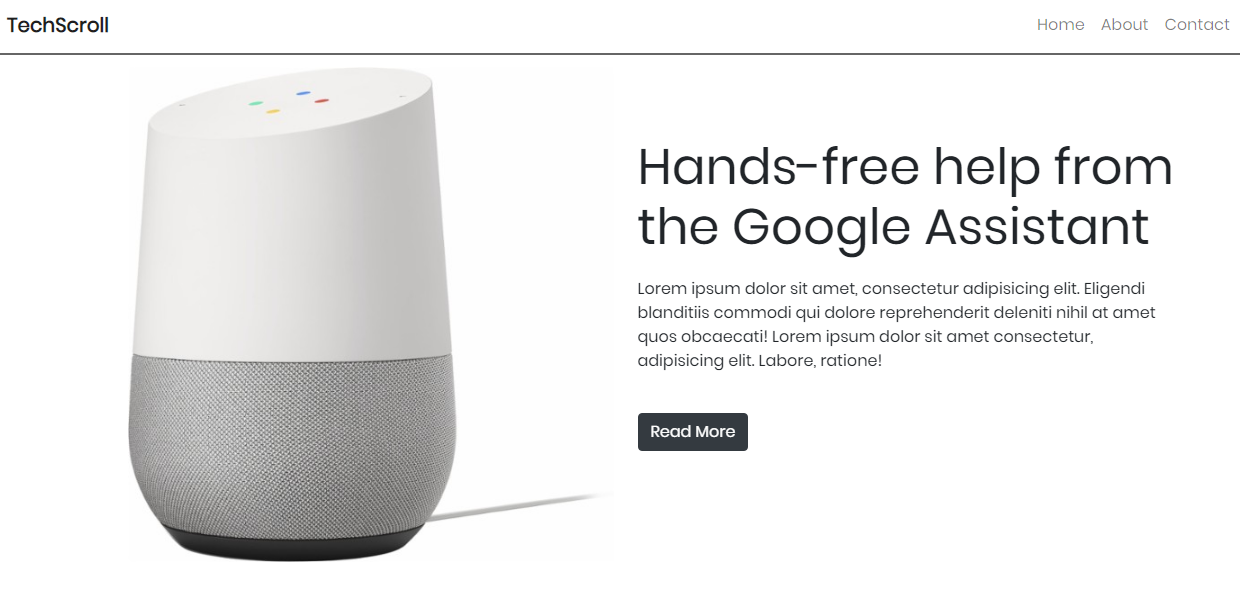 TechScroll
Home About Contact
Hands-free help from
the Google Assistant
Lorem ipsum dolor sit amet, consectetur adipisicing elit. Eligendi
blanditiis commodi qui dolore reprehenderit deleniti nihil at amet
quos obcaecati! Lorem ipsum dolor sit amet consectetur,
adipisicing elit. Labore, ratione!
Read More